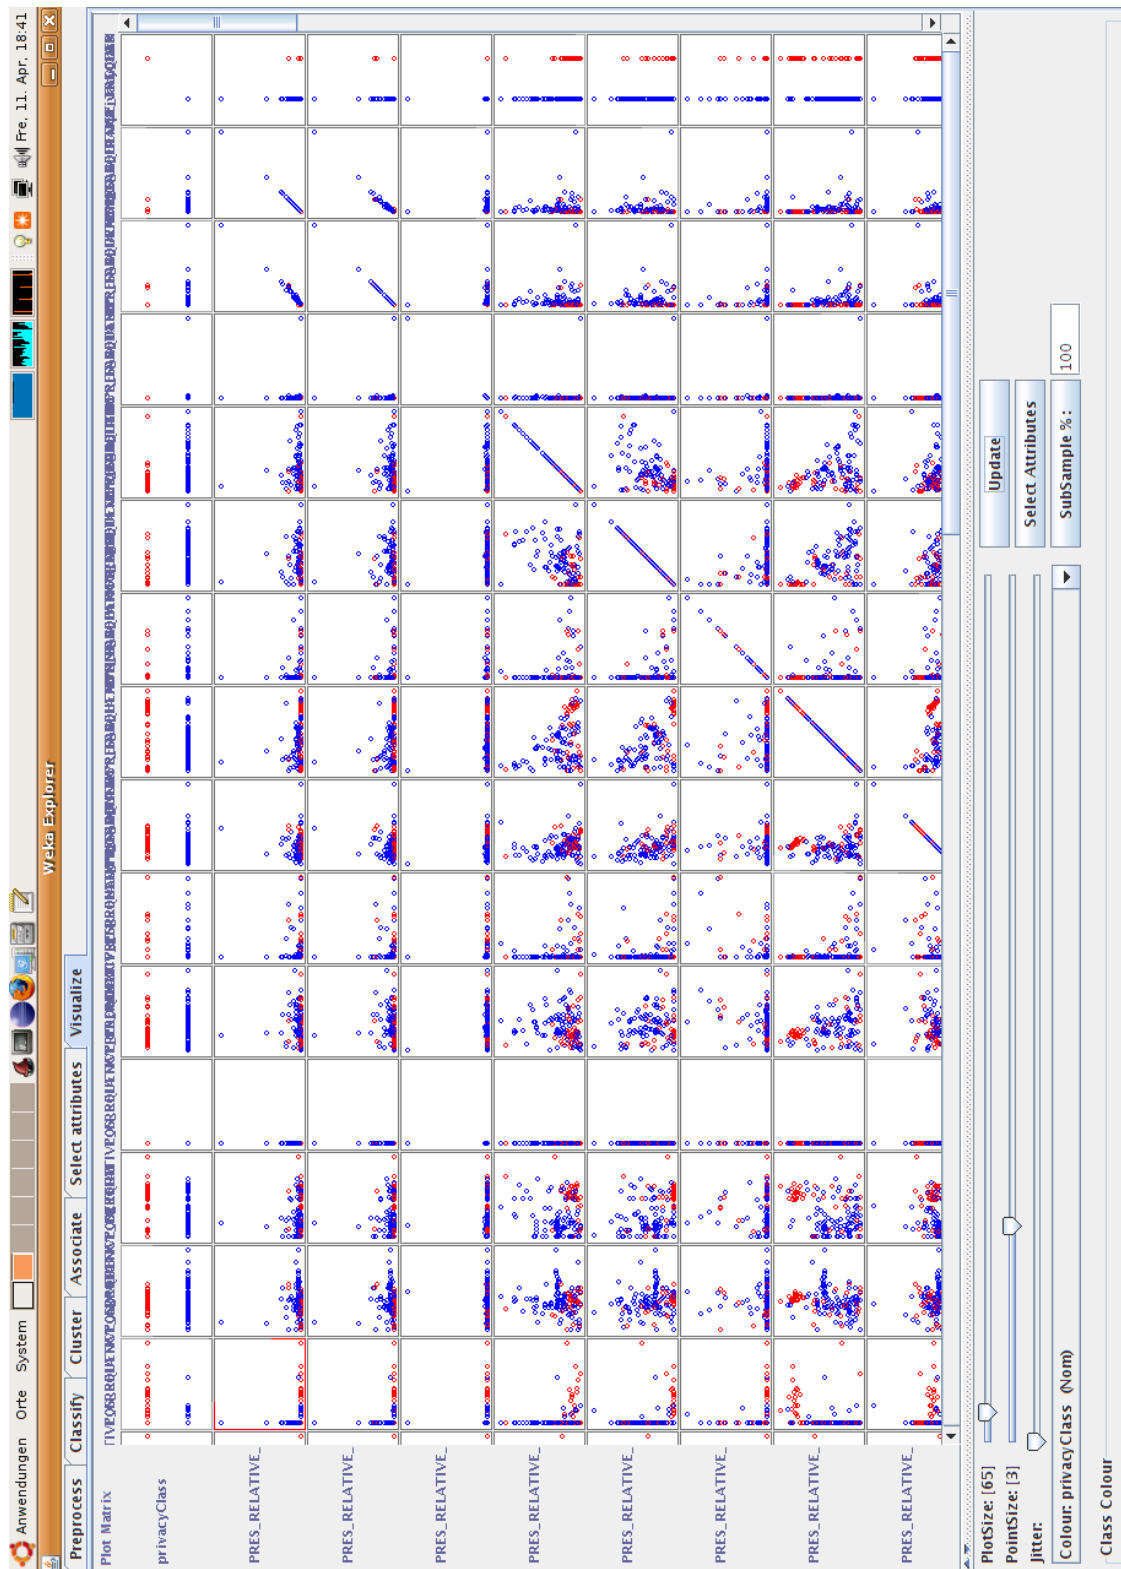 Anwendungen Orte System
Fre, 11. Apr, 18:41
Weka Explorer
Preprocess Classify Cluster Associate Select attributes Visualize
Plot Matrix
privacyClass
PRES_RELATIVE_
PRES_RELATIVE_
PRES_RELATIVE_
PRES_RELATIVE_
PRES_RELATIVE_
PRES_RELATIVE_
PRES_RELATIVE_
PRES_RELATIVE_
PlotSize: [65]
Update
PointSize: [3]
Select Attributes
Jitter:
Colour: privacyClass (Nom)
SubSample %:
100
Class Colour